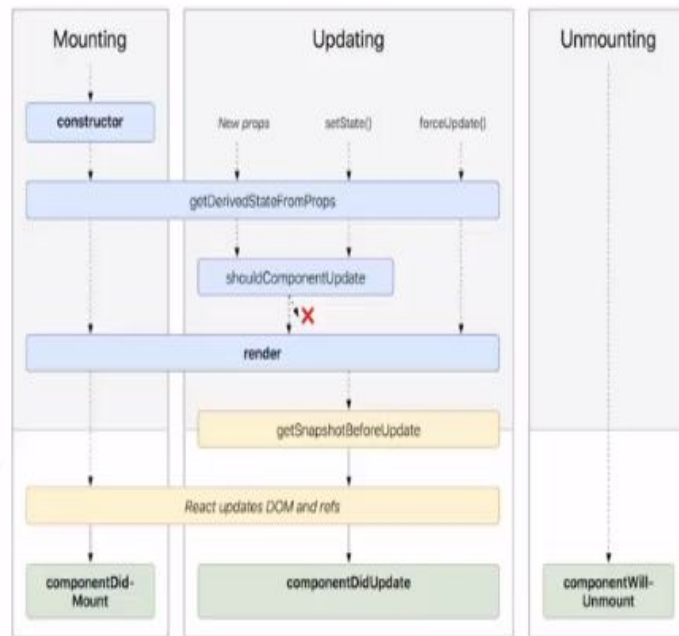 Mounting
Updating
Unmounting
constructor
New props
setState()
forceUpdate()
getDerivedStateFromProps
shouldComponentUpdate
render
getSnapshotBeforeUpdate
React updates DOM and refs
componentDid-
Mount
componentDidUpdate
componentWill-
Unmount